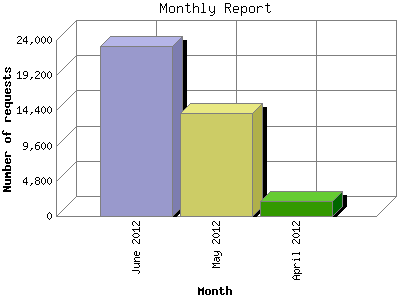 Monthly Report
Number of requests
24,000
19,200
14,400
9,600
4,800
0
June 2012
May 2012
April 2012
Month